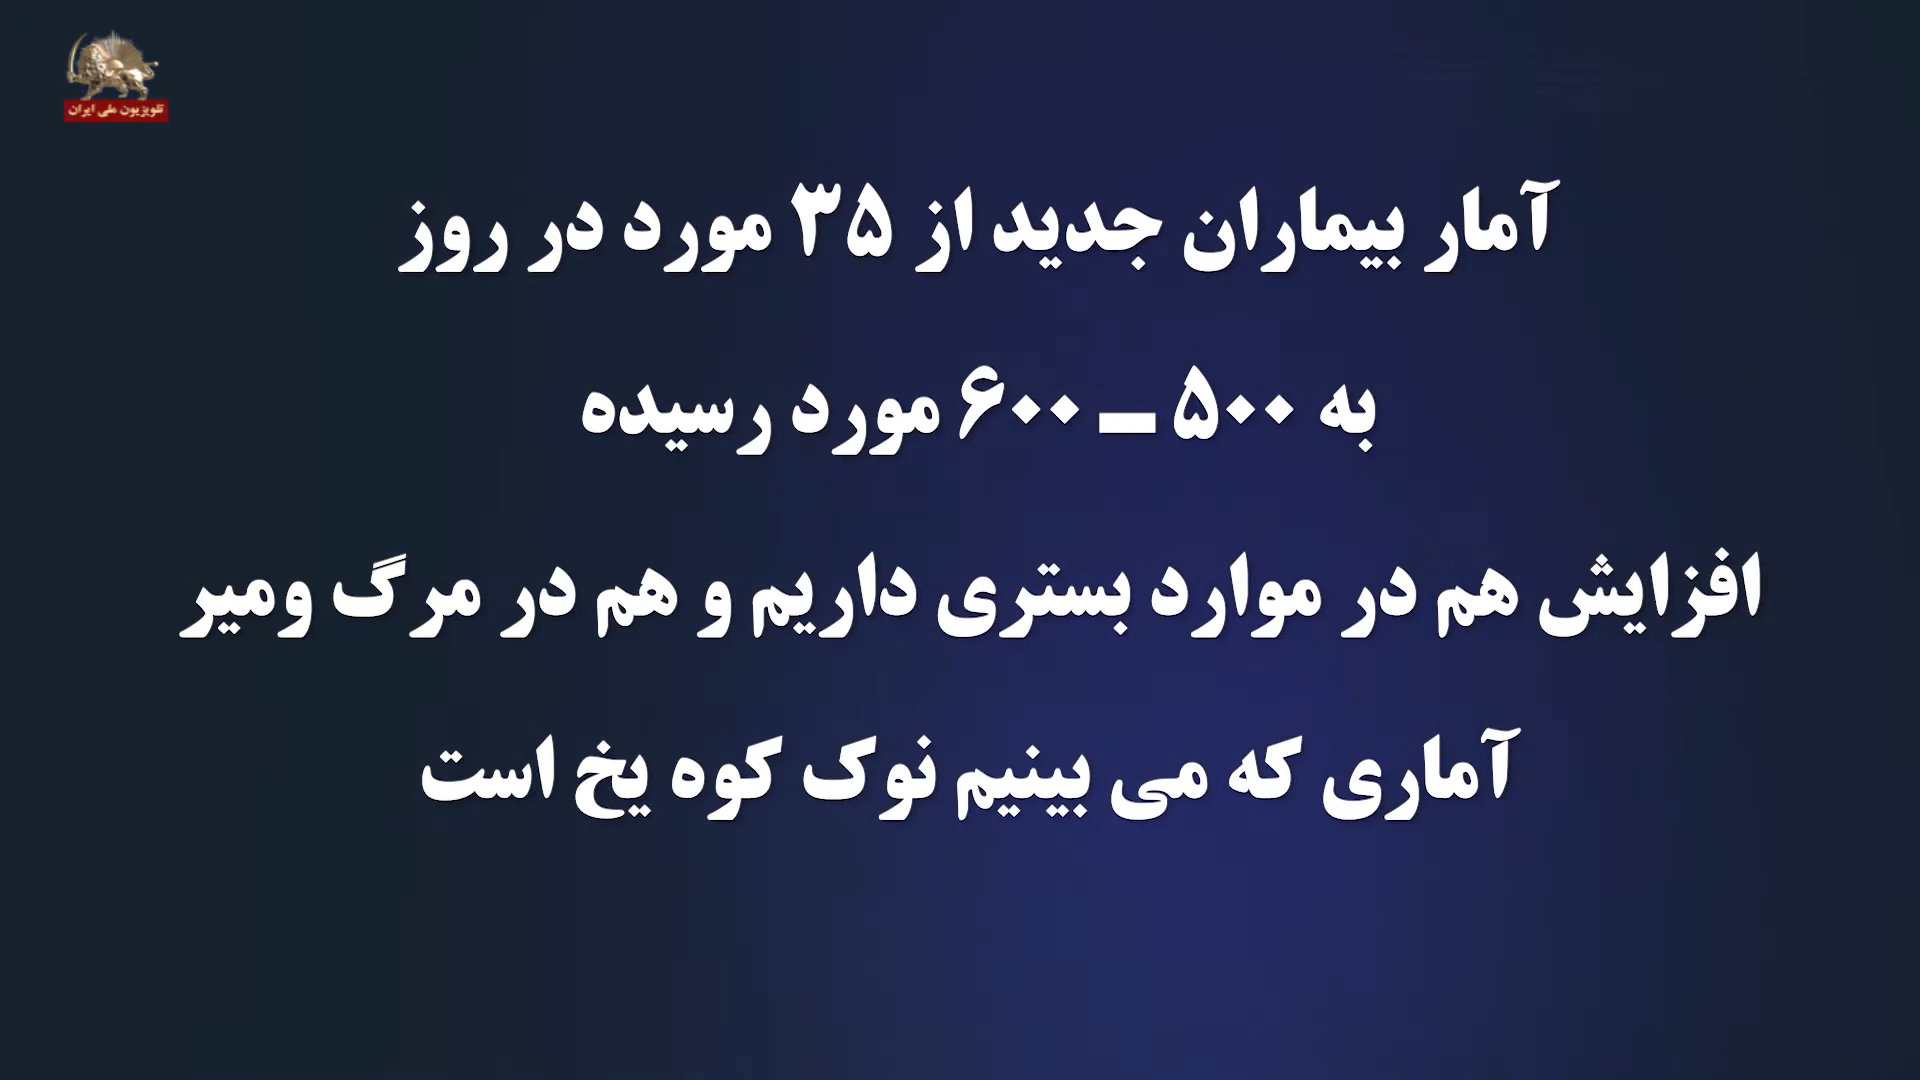 تلویزیون ملی ایران
آمار بیماران جدید از ۳۵ مورد در روز
به ۵۰۰ ـ ۶۰۰ مورد رسیده
افزایش هم در موارد بستری داریم و هم در مرگ ومیر
آماری که می بینیم نوک کوه یخ است